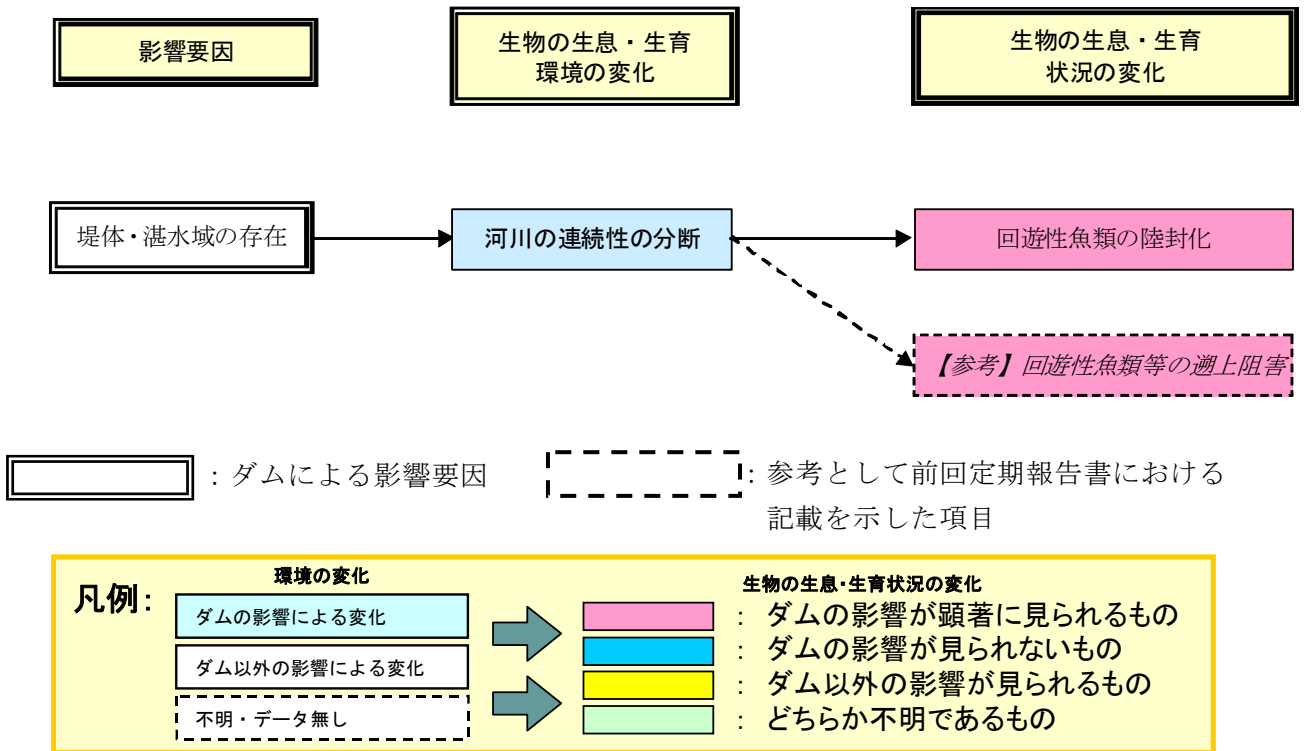 影響要因
生物の生息・生育
環境の変化
生物の生息・生育
状況の変化
堤体・湛水域の存在
河川の連続性の分断
回遊性魚類の陸封化
【参考】回遊性魚類等の遡上阻害
：ダムによる影響要因
：参考として前回定期報告書における
記載を示した項目
凡例：
環境の変化
ダムの影響による変化
ダム以外の影響による変化
不明・データ無し
生物の生息・生育状況の変化
： ダムの影響が顕著に見られるもの
： ダムの影響が見られないもの
： ダム以外の影響が見られるもの
： どちらか不明であるもの